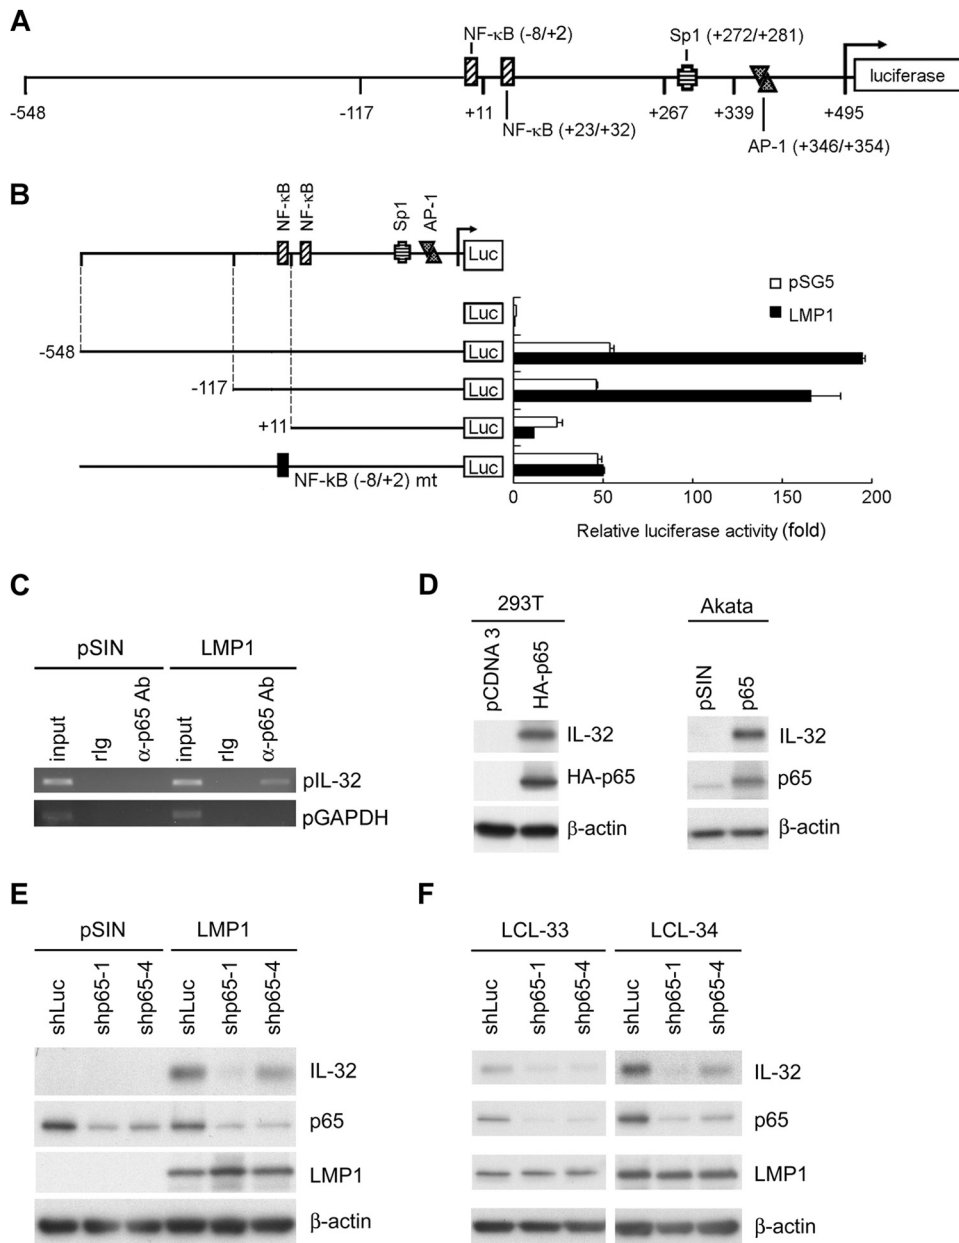 A
NF-κB (-8/+2)
Sp1 (+272/+281)
luciferase
-548
-117
+11
+267
+339
+495
NF-κB (+23/+32)
AP-1 (+346/+354)
B
NF-κB
NF-κB
Sp1
AP-1
Luc
pSG5
LMP1
Luc
-548
Luc
-117
Luc
+11
Luc
NF-kB (-8/+2) mt
Luc
0
50
100
150
200
Relative luciferase activity (fold)
C
pSIN
LMP1
input
rIg
α-p65 Ab
input
rIg
α-p65 Ab
pIL-32
pGAPDH
D
293T
Akata
pCDNA 3
HA-p65
pSIN
p65
IL-32
IL-32
HA-p65
p65
β-actin
β-actin
E
pSIN
LMP1
shLuc
shp65-1
shp65-4
shLuc
shp65-1
shp65-4
IL-32
p65
LMP1
β-actin
F
LCL-33
LCL-34
shLuc
shp65-1
shp65-4
shLuc
shp65-1
shp65-4
IL-32
p65
LMP1
β-actin